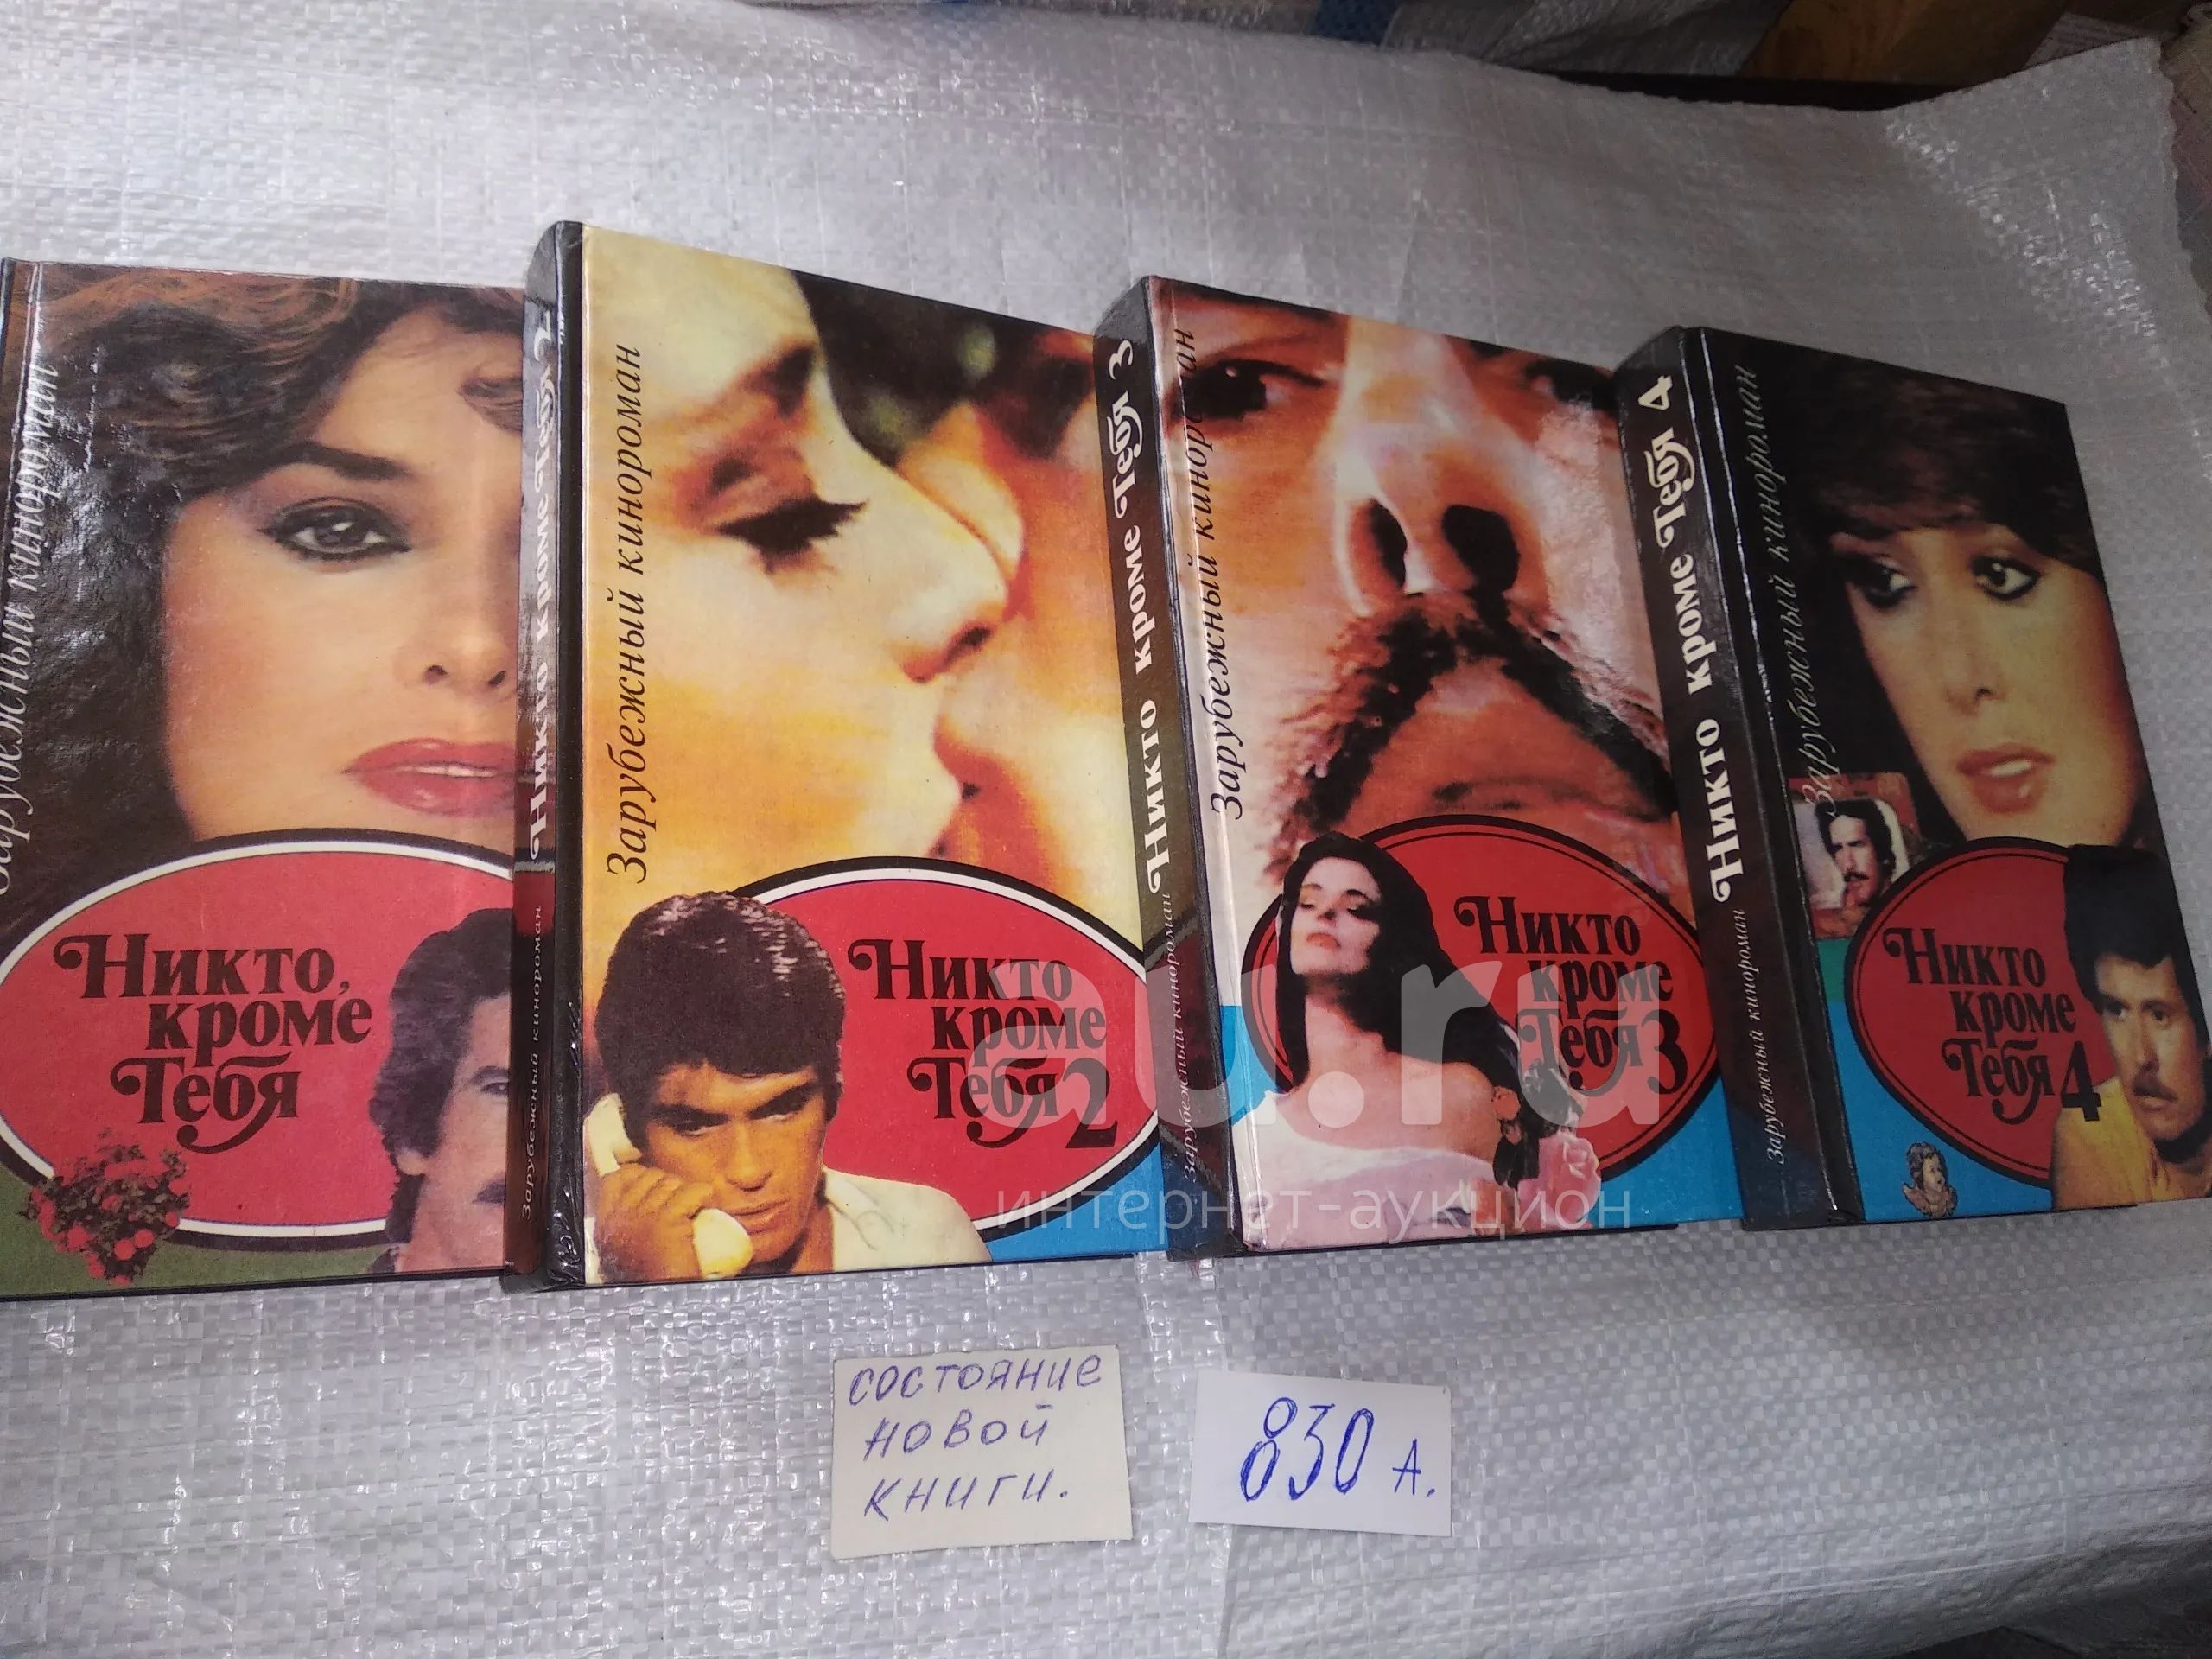 Зарубежный кинороман
Никто,
кроме
Тебя
Никто кроме Тебя 2
Зарубежный кинороман
Зарубежный кинороман
Никто
кроме
Тебя 2
Никто кроме Тебя 3
Зарубежный кинороман
Зарубежный кинороман
Никто
кроме
Тебя 3
Никто кроме Тебя 4
Зарубежный кинороман
Зарубежный кинороман
Никто
кроме
Тебя 4
au.ru
интернет-аукцион
состояние
новой
книги.
830 А.